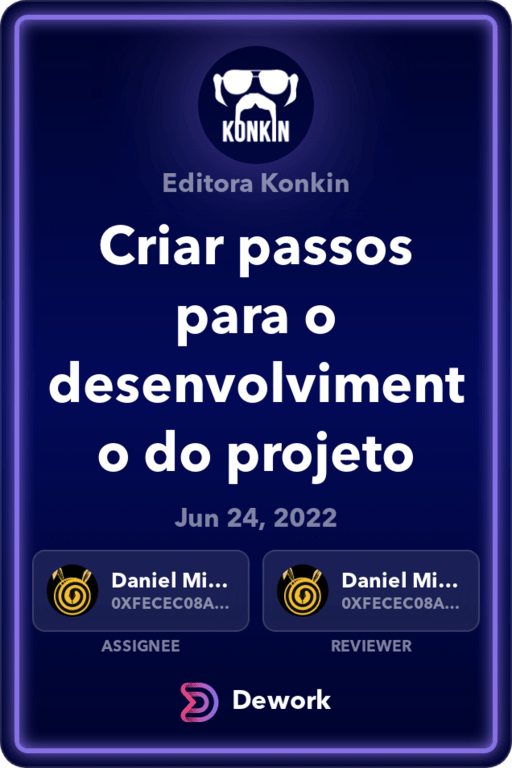 KONKIN
Editora Konkin
Criar passos
para o
desenvolviment
o do projeto
Jun 24, 2022
Daniel Mi...
0XFECEC08A...
Daniel Mi...
0XFECEC08A...
ASSIGNEE
REVIEWER
Dework